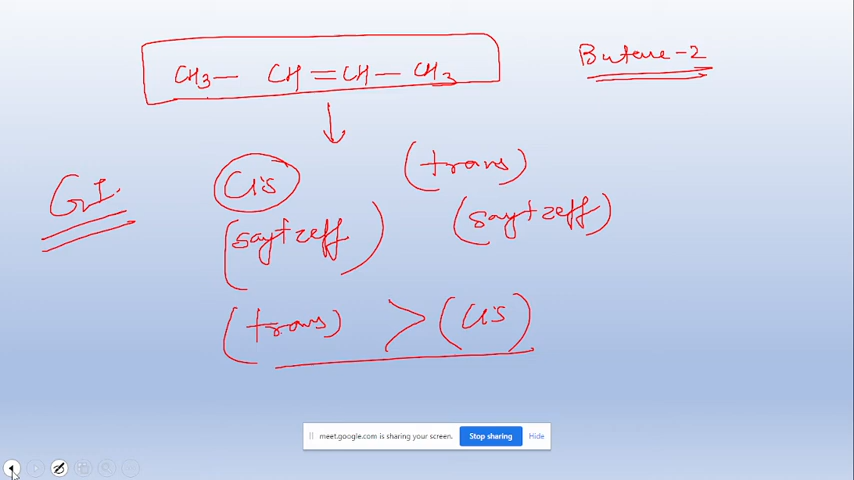 CH3— CH=CH—CH3
Butene-2
G.I.
Cis
(trans)
(saytzeff)
(saytzeff)
(trans) > (Cis)
meet.google.com is sharing your screen. Stop sharing Hide